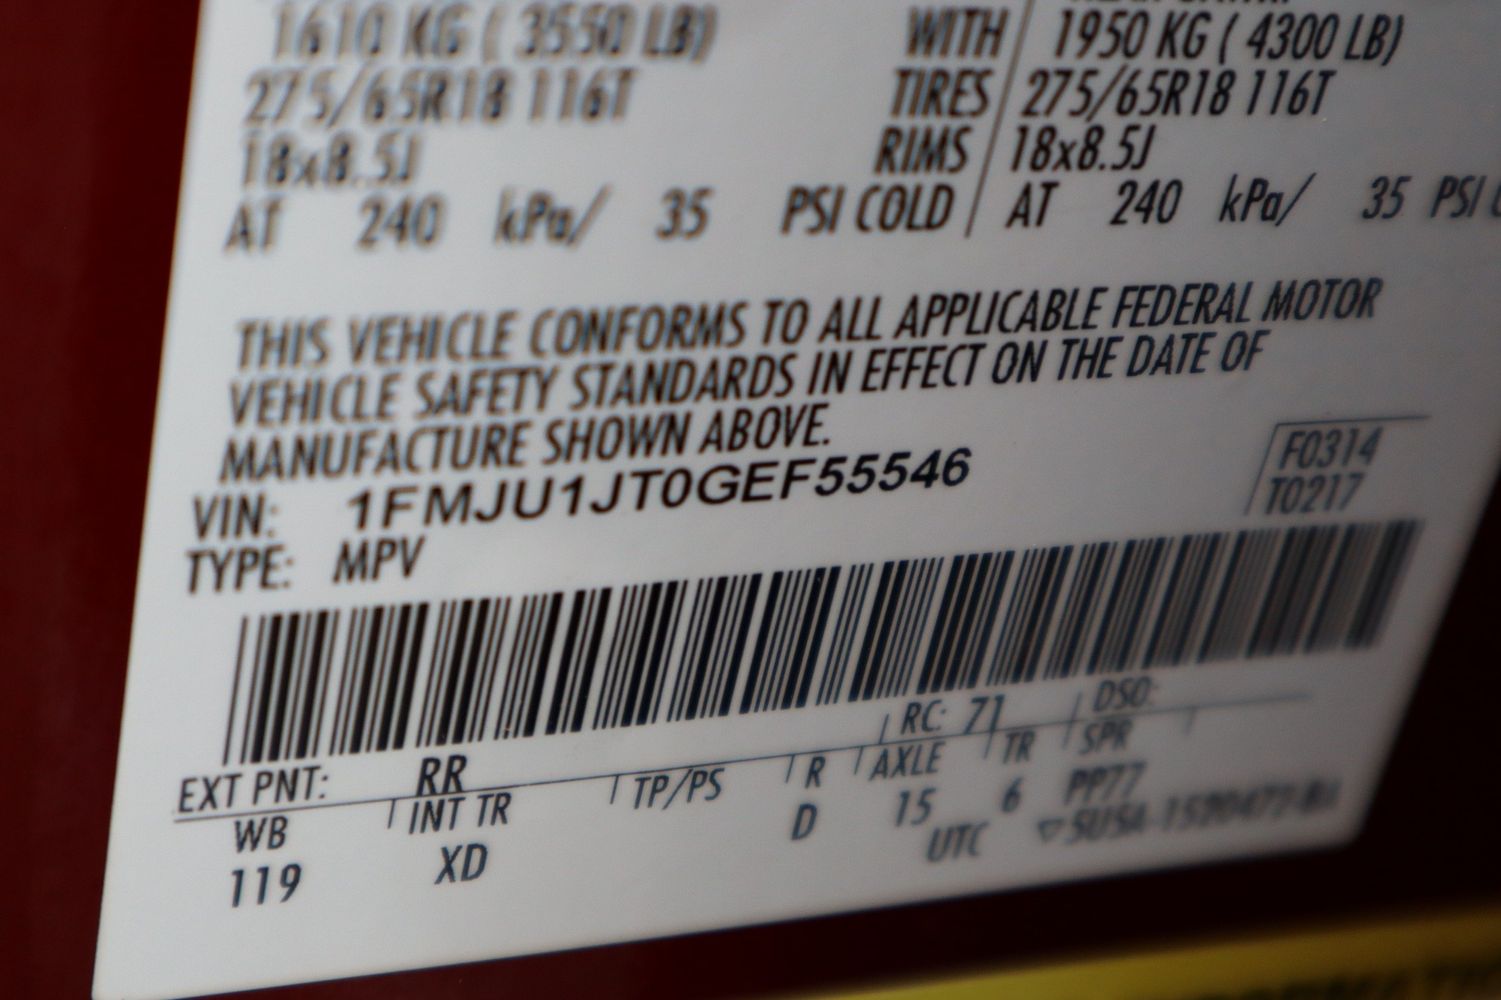 1610 KG ( 3550 LB) WITH 1950 KG ( 4300 LB)
275/65R18 116T TIRES 275/65R18 116T
18x8.5J RIMS 18x8.5J
AT 240 kPa/ 35 PSI COLD AT 240 kPa/ 35 PSI
THIS VEHICLE CONFORMS TO ALL APPLICABLE FEDERAL MOTOR
VEHICLE SAFETY STANDARDS IN EFFECT ON THE DATE OF
MANUFACTURE SHOWN ABOVE.
F0314
VIN: 1FMJU1JT0GEF55546
T0217
TYPE: MPV
EXT PNT: RR RC: 71 DSO:
WB INT TR TP/PS R AXLE TR SPR
119 XD D 15 6 PP77
UTC